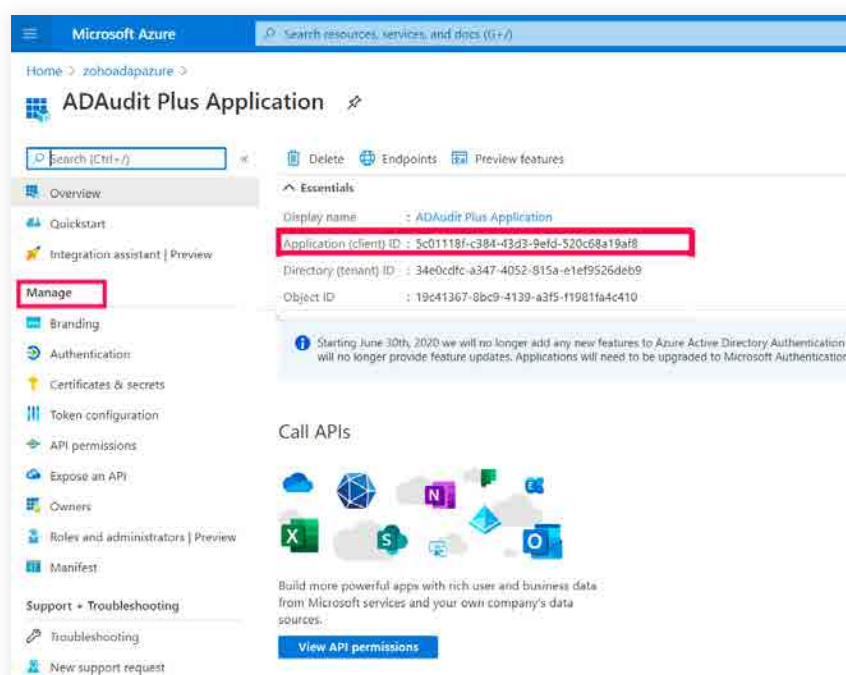 Microsoft Azure
Search resources, services, and docs (G+/)
Home > zohoadapazure >
ADAudit Plus Application
Search (Ctrl+/)
«
Delete
Endpoints
Preview features
Overview
Quickstart
Integration assistant | Preview
Manage
Branding
Authentication
Certificates & secrets
Token configuration
API permissions
Expose an API
Owners
Roles and administrators | Preview
Manifest
Support + Troubleshooting
Troubleshooting
New support request
Essentials
Display name : ADAudit Plus Application
Application (client) ID : 5c01118f-c384-43d3-9efd-520c68a19af8
Directory (tenant) ID : 34e0cdfc-a347-4052-815a-e1ef9526deb9
Object ID : 19c41367-8bc9-4139-a3f5-f1981fa4c410
Starting June 30th, 2020 we will no longer add any new features to Azure Active Directory Authentication
will no longer provide feature updates. Applications will need to be upgraded to Microsoft Authentication
Call APIs
N
E
X
S
O
Build more powerful apps with rich user and business data
from Microsoft services and your own company's data
sources.
View API permissions